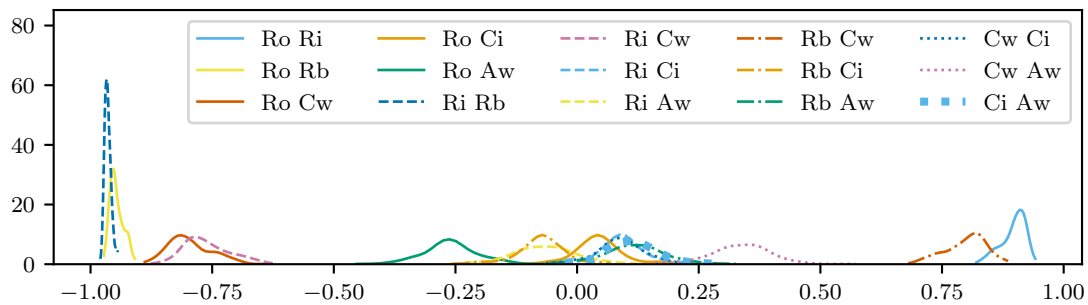 80
60
40
20
0
Ro Ri Ro Ci Ri Cw Rb Cw Cw Ci
Ro Rb Ro Aw Ri Ci Rb Ci Cw Aw
Ro Cw Ri Rb Ri Aw Rb Aw Ci Aw
−1.00 −0.75 −0.50 −0.25 0.00 0.25 0.50 0.75 1.00